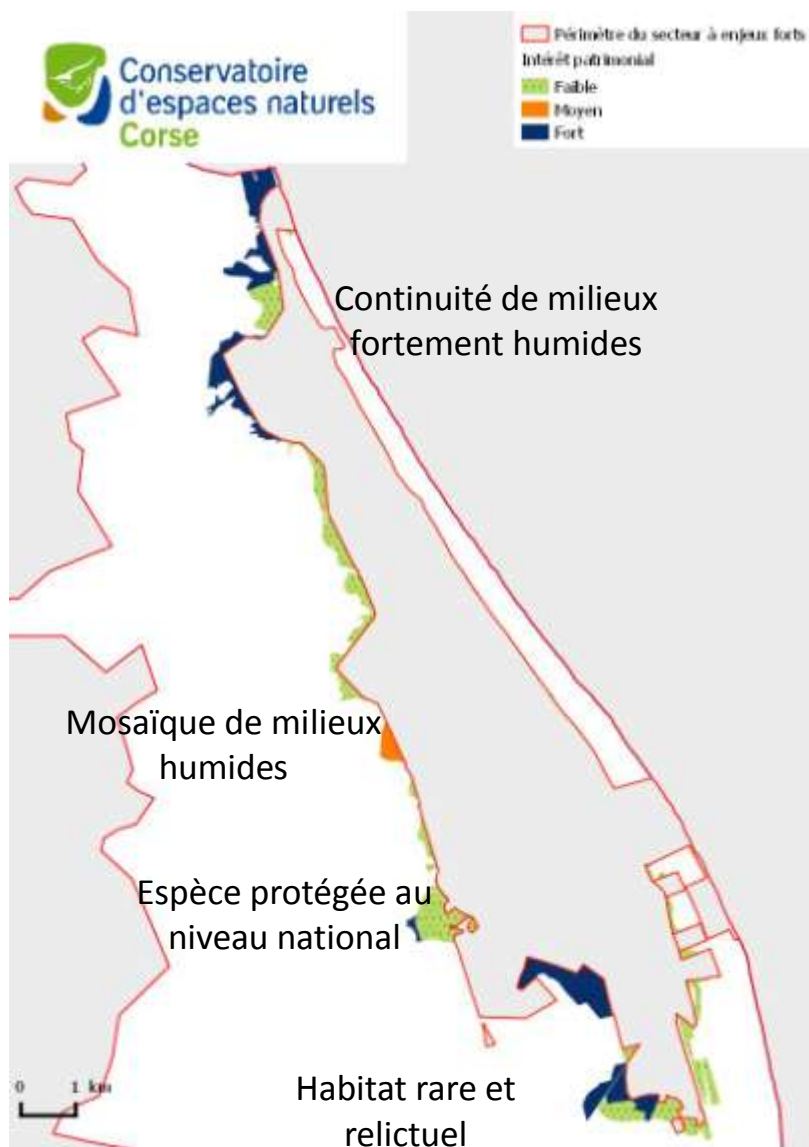 Conservatoire
d'espaces naturels
Corse
Périmètre du secteur à enjeux forts
Intérêt patrimonial
Faible
Moyen
Fort
Continuité de milieux
fortement humides
Mosaïque de milieux
humides
Espèce protégée au
niveau national
Habitat rare et
relictuel
0 1 km